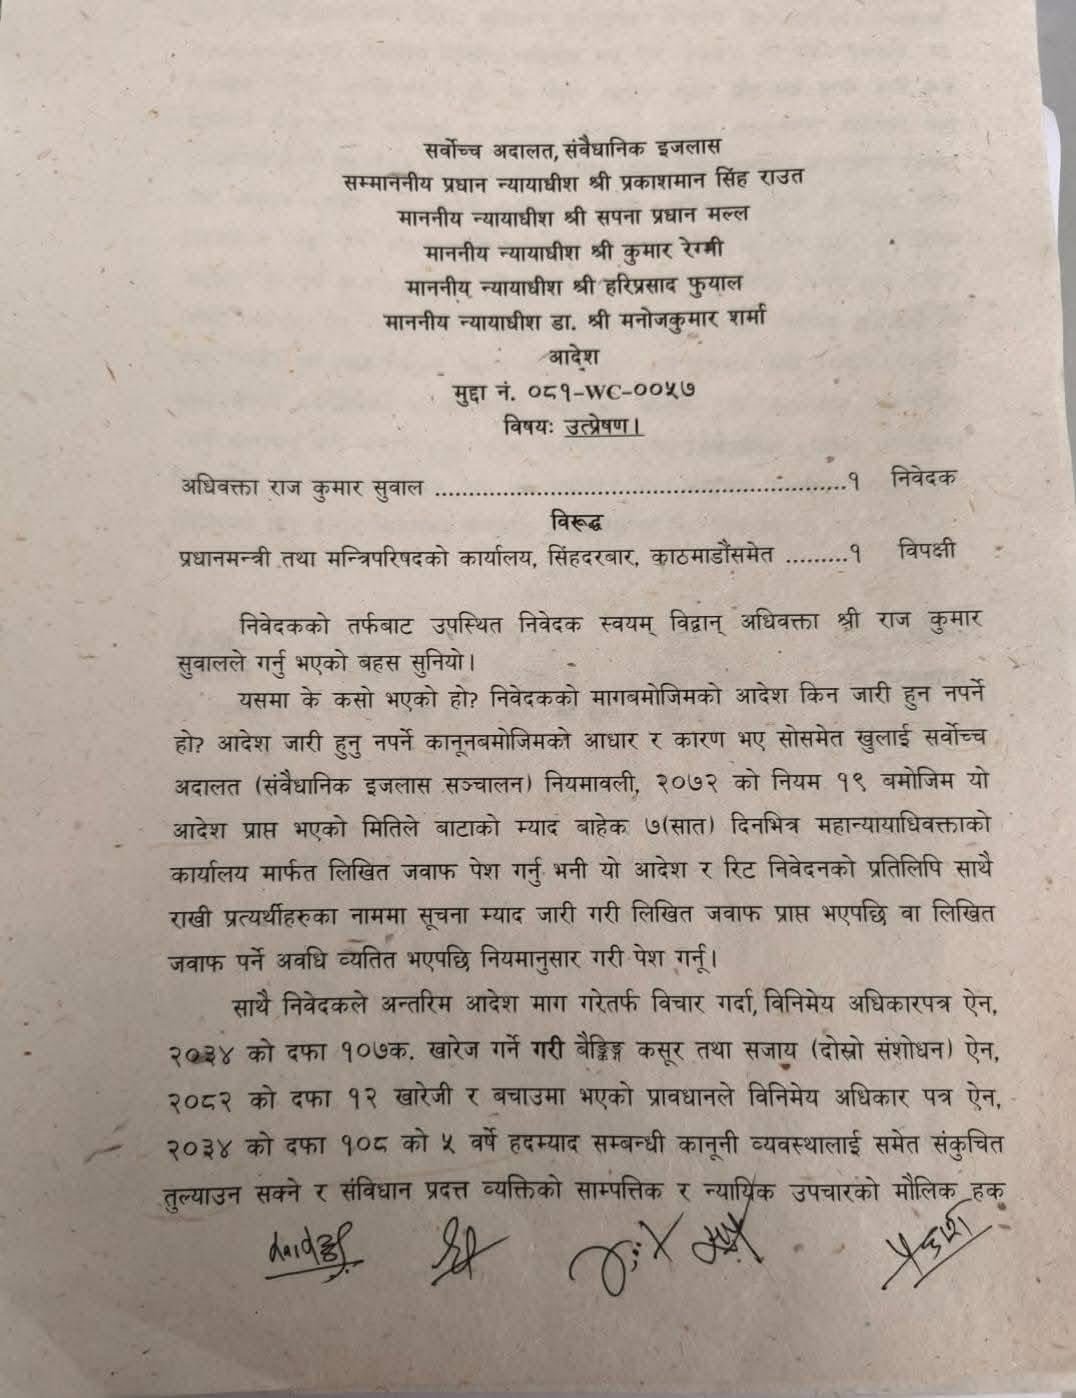 सर्वोच्च अदालत, संवैधानिक इजलास
सम्माननीय प्रधान न्यायाधीश श्री प्रकाशमान सिंह राउत
माननीय न्यायाधीश श्री सपना प्रधान मल्ल
माननीय न्यायाधीश श्री कुमार रेग्मी
माननीय न्यायाधीश श्री हरिप्रसाद फुयाल
माननीय न्यायाधीश डा. श्री मनोजकुमार शर्मा
आदेश
मुद्दा नं. ०८१-WC-००५७
विषयः उत्प्रेषण।
अधिवक्ता राज कुमार सुवाल ..............................................................१ निवेदक
विरूद्ध
प्रधानमन्त्री तथा मन्त्रिपरिषदको कार्यालय, सिंहदरबार, काठमाडौंसमेत .........१ विपक्षी
निवेदकको तर्फबाट उपस्थित निवेदक स्वयम् विद्वान् अधिवक्ता श्री राज कुमार
सुवालले गर्नु भएको बहस सुनियो।
यसमा के कसो भएको हो? निवेदकको मागबमोजिमको आदेश किन जारी हुन नपर्ने
हो? आदेश जारी हुनु नपर्ने कानूनबमोजिमको आधार र कारण भए सोसमेत खुलाई सर्वोच्च
अदालत (संवैधानिक इजलास सञ्चालन) नियमावली, २०७२ को नियम १९ बमोजिम यो
आदेश प्राप्त भएको मितिले बाटाको म्याद बाहेक ७(सात) दिनभित्र महान्यायाधिवक्ताको
कार्यालय मार्फत लिखित जवाफ पेश गर्नु भनी यो आदेश र रिट निवेदनको प्रतिलिपि साथै
राखी प्रत्यर्थीहरुका नाममा सूचना म्याद जारी गरी लिखित जवाफ प्राप्त भएपछि वा लिखित
जवाफ पर्ने अवधि व्यतित भएपछि नियमानुसार गरी पेश गर्नू।
साथै निवेदकले अन्तरिम आदेश माग गरेतर्फ विचार गर्दा, विनिमेय अधिकारपत्र ऐन,
२०३४ को दफा १०७क. खारेज गर्ने गरी बैङ्किङ्ग कसूर तथा सजाय (दोस्रो संशोधन) ऐन,
२०८२ को दफा १२ खारेजी र बचाउमा भएको प्रावधानले विनिमेय अधिकार पत्र ऐन,
२०३४ को दफा १०८ को ५ वर्षे हदम्याद सम्बन्धी कानूनी व्यवस्थालाई समेत संकुचित
तुल्याउन सक्ने र संविधान प्रदत्त व्यक्तिको साम्पत्तिक र न्यायिक उपचारको मौलिक हक